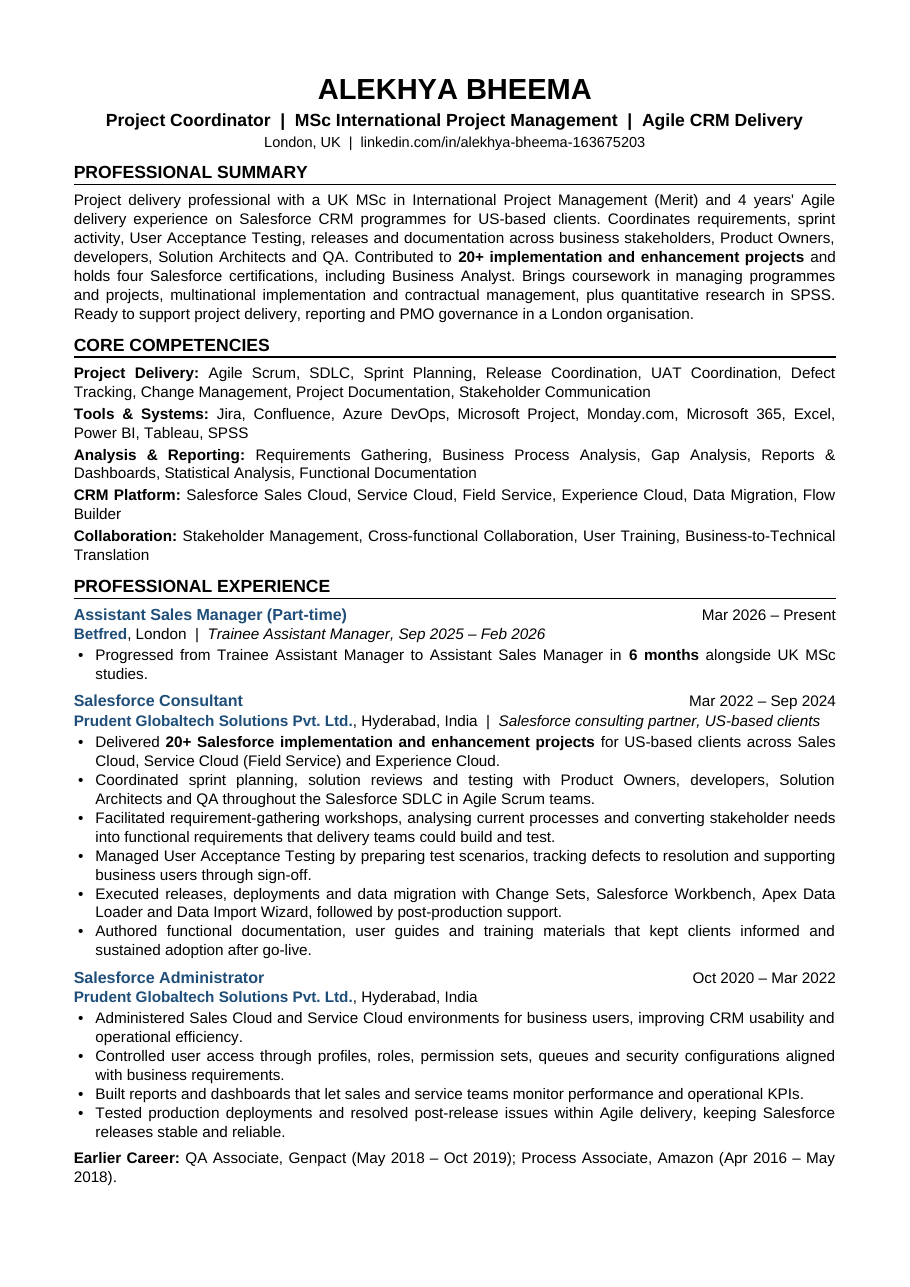 ALEKHYA BHEEMA
Project Coordinator | MSc International Project Management | Agile CRM Delivery
London, UK | linkedin.com/in/alekhya-bheema-163675203
PROFESSIONAL SUMMARY
Project delivery professional with a UK MSc in International Project Management (Merit) and 4 years' Agile
delivery experience on Salesforce CRM programmes for US-based clients. Coordinates requirements, sprint
activity, User Acceptance Testing, releases and documentation across business stakeholders, Product Owners,
developers, Solution Architects and QA. Contributed to 20+ implementation and enhancement projects and
holds four Salesforce certifications, including Business Analyst. Brings coursework in managing programmes
and projects, multinational implementation and contractual management, plus quantitative research in SPSS.
Ready to support project delivery, reporting and PMO governance in a London organisation.
CORE COMPETENCIES
Project Delivery: Agile Scrum, SDLC, Sprint Planning, Release Coordination, UAT Coordination, Defect
Tracking, Change Management, Project Documentation, Stakeholder Communication
Tools & Systems: Jira, Confluence, Azure DevOps, Microsoft Project, Monday.com, Microsoft 365, Excel,
Power BI, Tableau, SPSS
Analysis & Reporting: Requirements Gathering, Business Process Analysis, Gap Analysis, Reports &
Dashboards, Statistical Analysis, Functional Documentation
CRM Platform: Salesforce Sales Cloud, Service Cloud, Field Service, Experience Cloud, Data Migration, Flow
Builder
Collaboration: Stakeholder Management, Cross-functional Collaboration, User Training, Business-to-Technical
Translation
PROFESSIONAL EXPERIENCE
Assistant Sales Manager (Part-time) Mar 2026 – Present
Betfred, London | Trainee Assistant Manager, Sep 2025 – Feb 2026
• Progressed from Trainee Assistant Manager to Assistant Sales Manager in 6 months alongside UK MSc
studies.
Salesforce Consultant Mar 2022 – Sep 2024
Prudent Globaltech Solutions Pvt. Ltd., Hyderabad, India | Salesforce consulting partner, US-based clients
• Delivered 20+ Salesforce implementation and enhancement projects for US-based clients across Sales
Cloud, Service Cloud (Field Service) and Experience Cloud.
• Coordinated sprint planning, solution reviews and testing with Product Owners, developers, Solution
Architects and QA throughout the Salesforce SDLC in Agile Scrum teams.
• Facilitated requirement-gathering workshops, analysing current processes and converting stakeholder needs
into functional requirements that delivery teams could build and test.
• Managed User Acceptance Testing by preparing test scenarios, tracking defects to resolution and supporting
business users through sign-off.
• Executed releases, deployments and data migration with Change Sets, Salesforce Workbench, Apex Data
Loader and Data Import Wizard, followed by post-production support.
• Authored functional documentation, user guides and training materials that kept clients informed and
sustained adoption after go-live.
Salesforce Administrator Oct 2020 – Mar 2022
Prudent Globaltech Solutions Pvt. Ltd., Hyderabad, India
• Administered Sales Cloud and Service Cloud environments for business users, improving CRM usability and
operational efficiency.
• Controlled user access through profiles, roles, permission sets, queues and security configurations aligned
with business requirements.
• Built reports and dashboards that let sales and service teams monitor performance and operational KPIs.
• Tested production deployments and resolved post-release issues within Agile delivery, keeping Salesforce
releases stable and reliable.
Earlier Career: QA Associate, Genpact (May 2018 – Oct 2019); Process Associate, Amazon (Apr 2016 – May
2018).